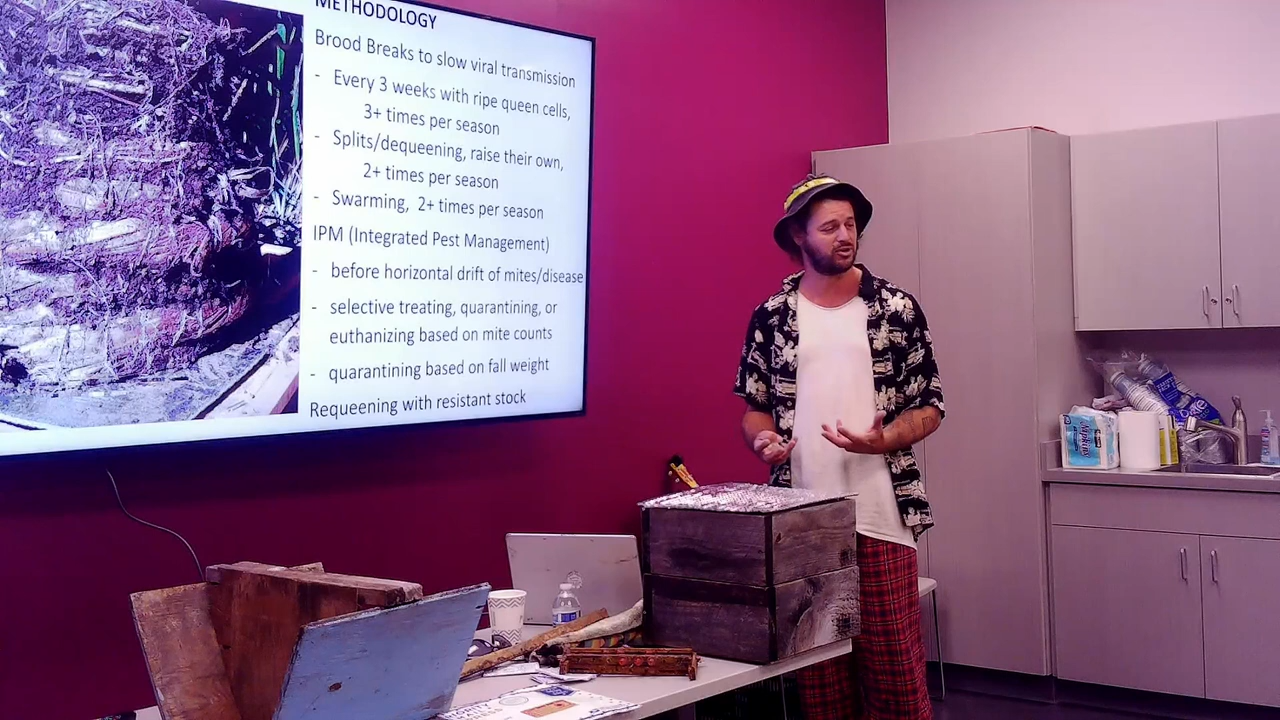 METHODOLOGY
Brood Breaks to slow viral transmission
- Every 3 weeks with ripe queen cells,
3+ times per season
- Splits/dequeening, raise their own,
2+ times per season
- Swarming, 2+ times per season
IPM (Integrated Pest Management)
- before horizontal drift of mites/disease
- selective treating, quarantining, or
euthanizing based on mite counts
- quarantining based on fall weight
Requeening with resistant stock